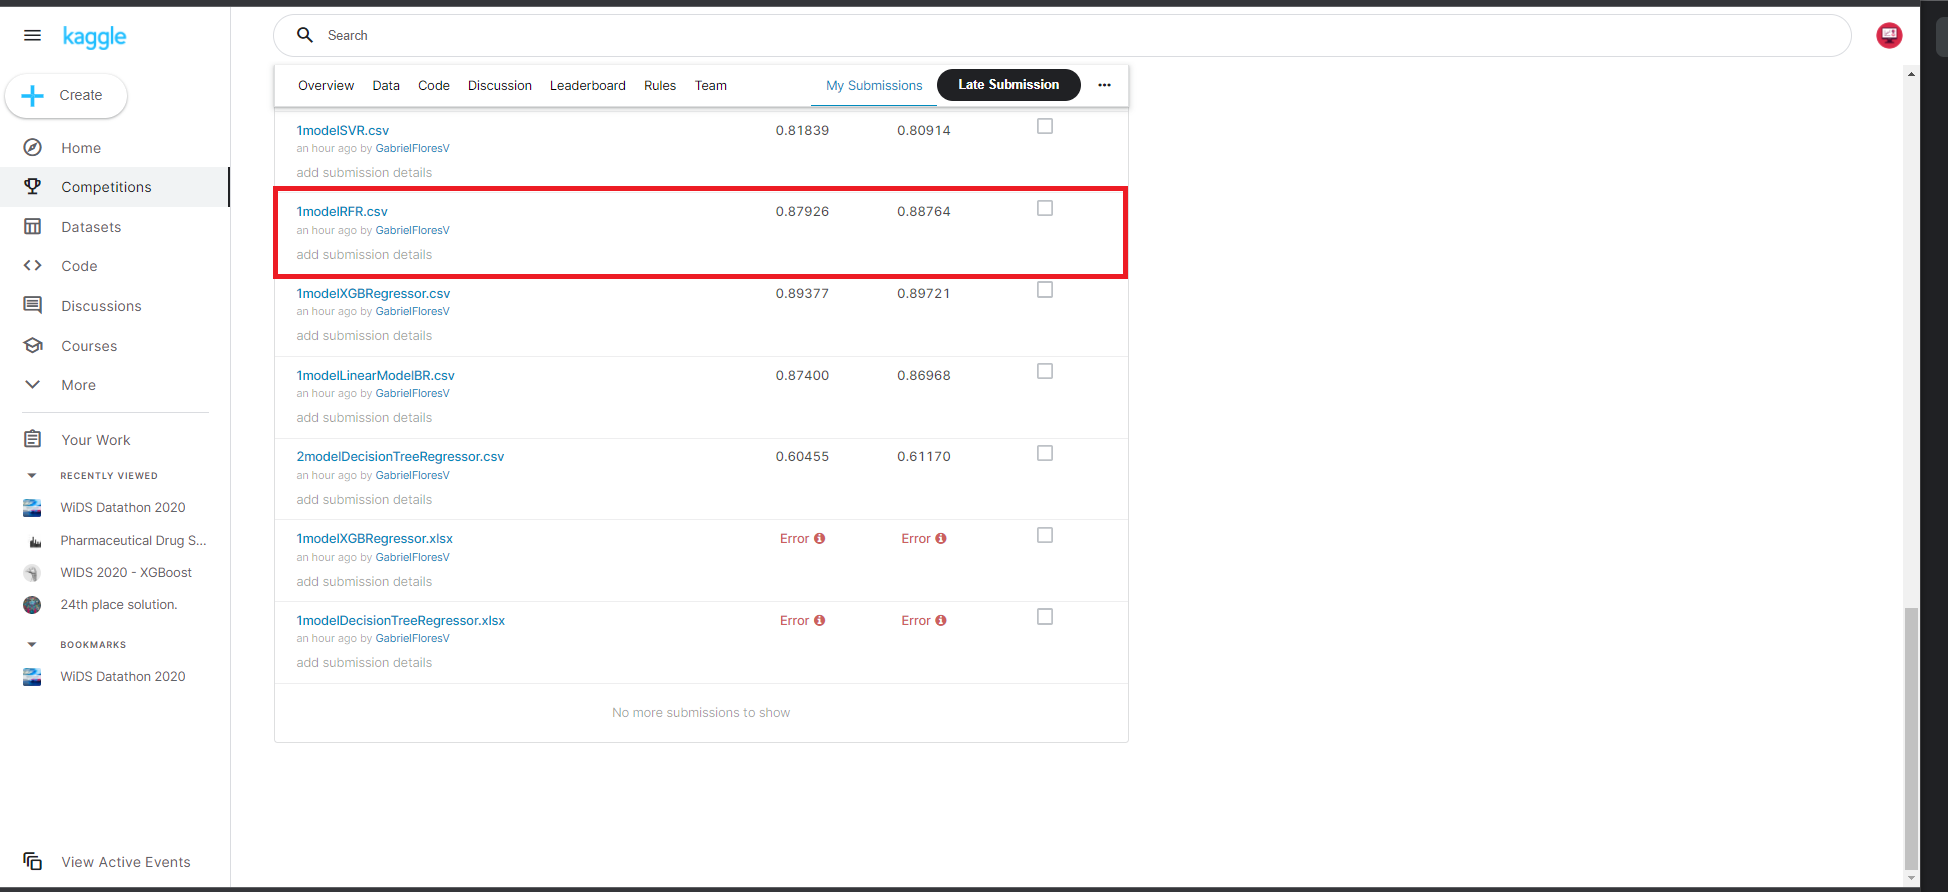 kaggle
Search
Create
Overview Data Code Discussion Leaderboard Rules Team My Submissions Late Submission
Home
Competitions
Datasets
Code
Discussions
Courses
More
Your Work
RECENTLY VIEWED
WiDS Datathon 2020
Pharmaceutical Drug S...
WIDS 2020 - XGBoost
24th place solution.
BOOKMARKS
WiDS Datathon 2020
View Active Events
1modelSVR.csv 0.81839 0.80914
an hour ago by GabrielFloresV
add submission details
1modelRFR.csv 0.87926 0.88764
an hour ago by GabrielFloresV
add submission details
1modelXGBRegressor.csv 0.89377 0.89721
an hour ago by GabrielFloresV
add submission details
1modelLinearModelBR.csv 0.87400 0.86968
an hour ago by GabrielFloresV
add submission details
2modelDecisionTreeRegressor.csv 0.60455 0.61170
an hour ago by GabrielFloresV
add submission details
1modelXGBRegressor.xlsx Error Error
an hour ago by GabrielFloresV
add submission details
1modelDecisionTreeRegressor.xlsx Error Error
an hour ago by GabrielFloresV
add submission details
No more submissions to show